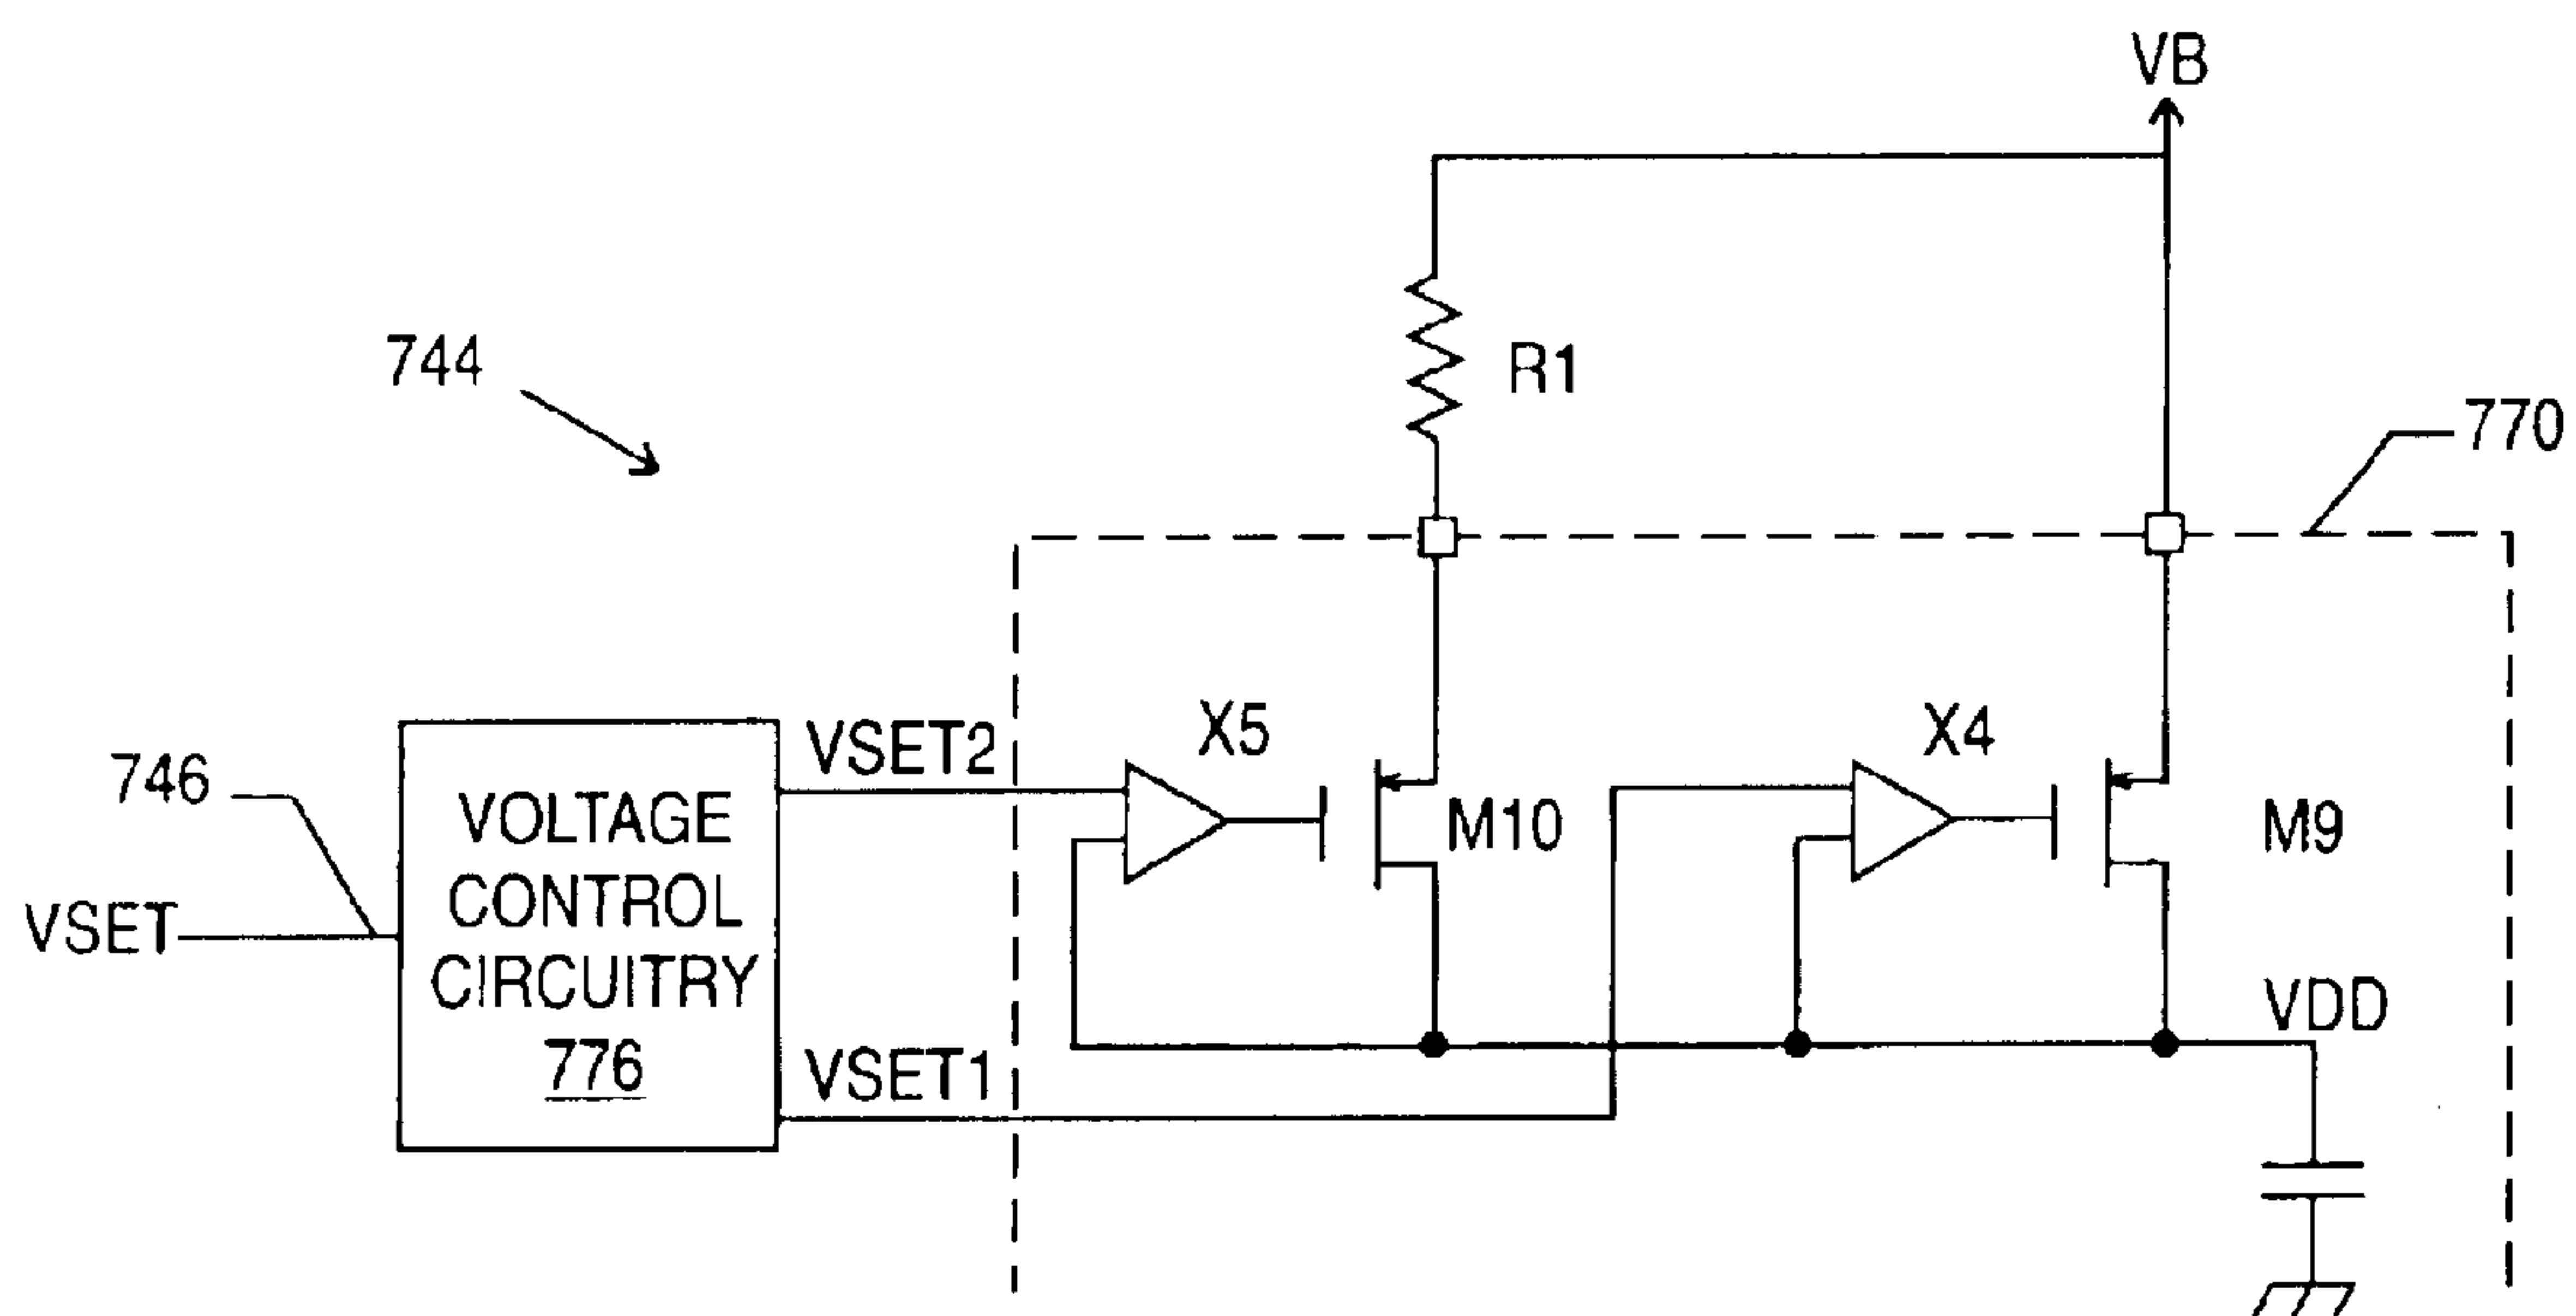 VB
744
R1
770
X5
X4
VSET2
746
M10
M9
VOLTAGE
CONTROL
CIRCUITRY
776
VSET
VDD
VSET1